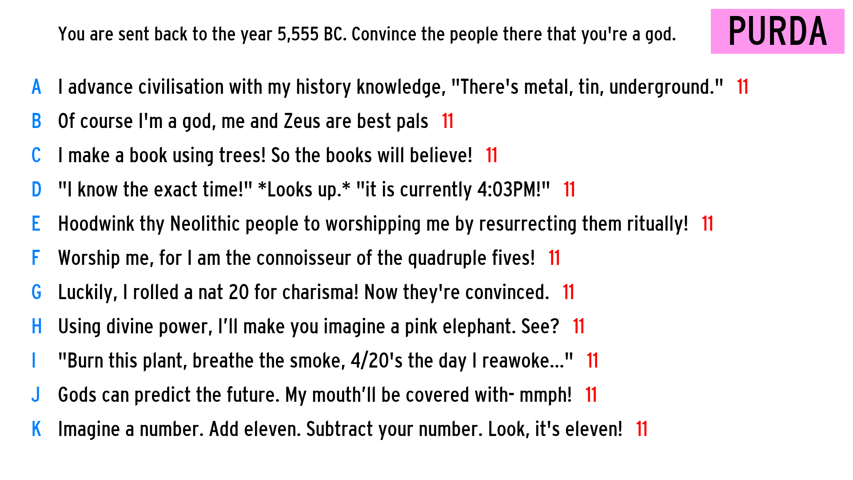 You are sent back to the year 5,555 BC. Convince the people there that you're a god.
PURDA
A I advance civilisation with my history knowledge, "There's metal, tin, underground." 11
B Of course I'm a god, me and Zeus are best pals 11
C I make a book using trees! So the books will believe! 11
D "I know the exact time!" *Looks up.* "it is currently 4:03PM!" 11
E Hoodwink thy Neolithic people to worshipping me by resurrecting them ritually! 11
F Worship me, for I am the connoisseur of the quadruple fives! 11
G Luckily, I rolled a nat 20 for charisma! Now they're convinced. 11
H Using divine power, I’ll make you imagine a pink elephant. See? 11
I "Burn this plant, breathe the smoke, 4/20's the day I reawoke..." 11
J Gods can predict the future. My mouth’ll be covered with- mmph! 11
K Imagine a number. Add eleven. Subtract your number. Look, it's eleven! 11